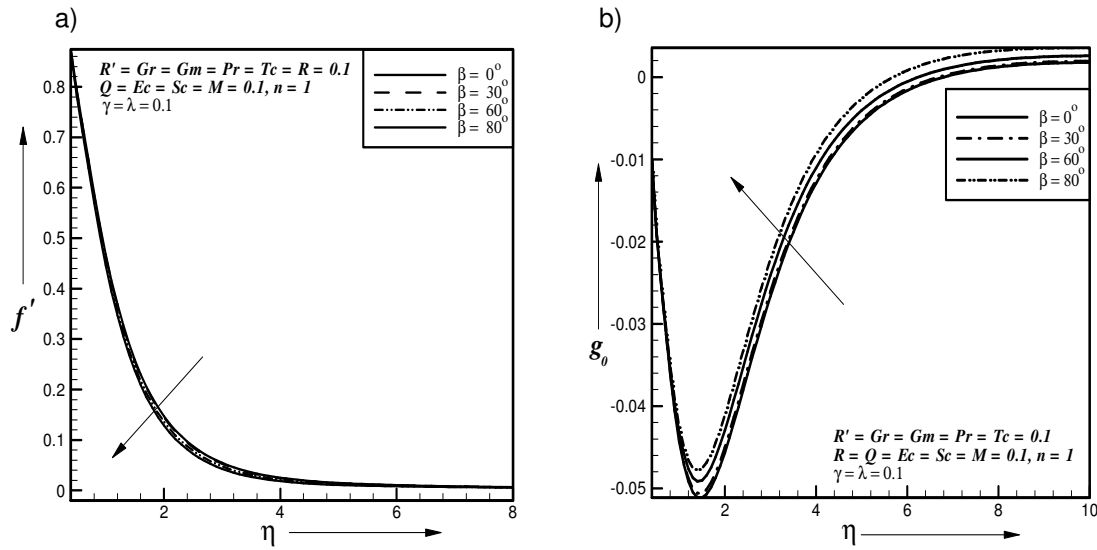 a)
R' = Gr = Gm = Pr = Tc = R = 0.1
Q = Ec = Sc = M = 0.1, n = 1
γ = λ = 0.1
β = 0°
β = 30°
β = 60°
β = 80°
0.8
0.7
0.6
0.5
0.4
0.3
0.2
0.1
0
f'
2
4
6
8
η
b)
β = 0°
β = 30°
β = 60°
β = 80°
0
-0.01
-0.02
-0.03
-0.04
-0.05
g₀
R' = Gr = Gm = Pr = Tc = 0.1
R = Q = Ec = Sc = M = 0.1, n = 1
γ = λ = 0.1
2
4
6
8
10
η